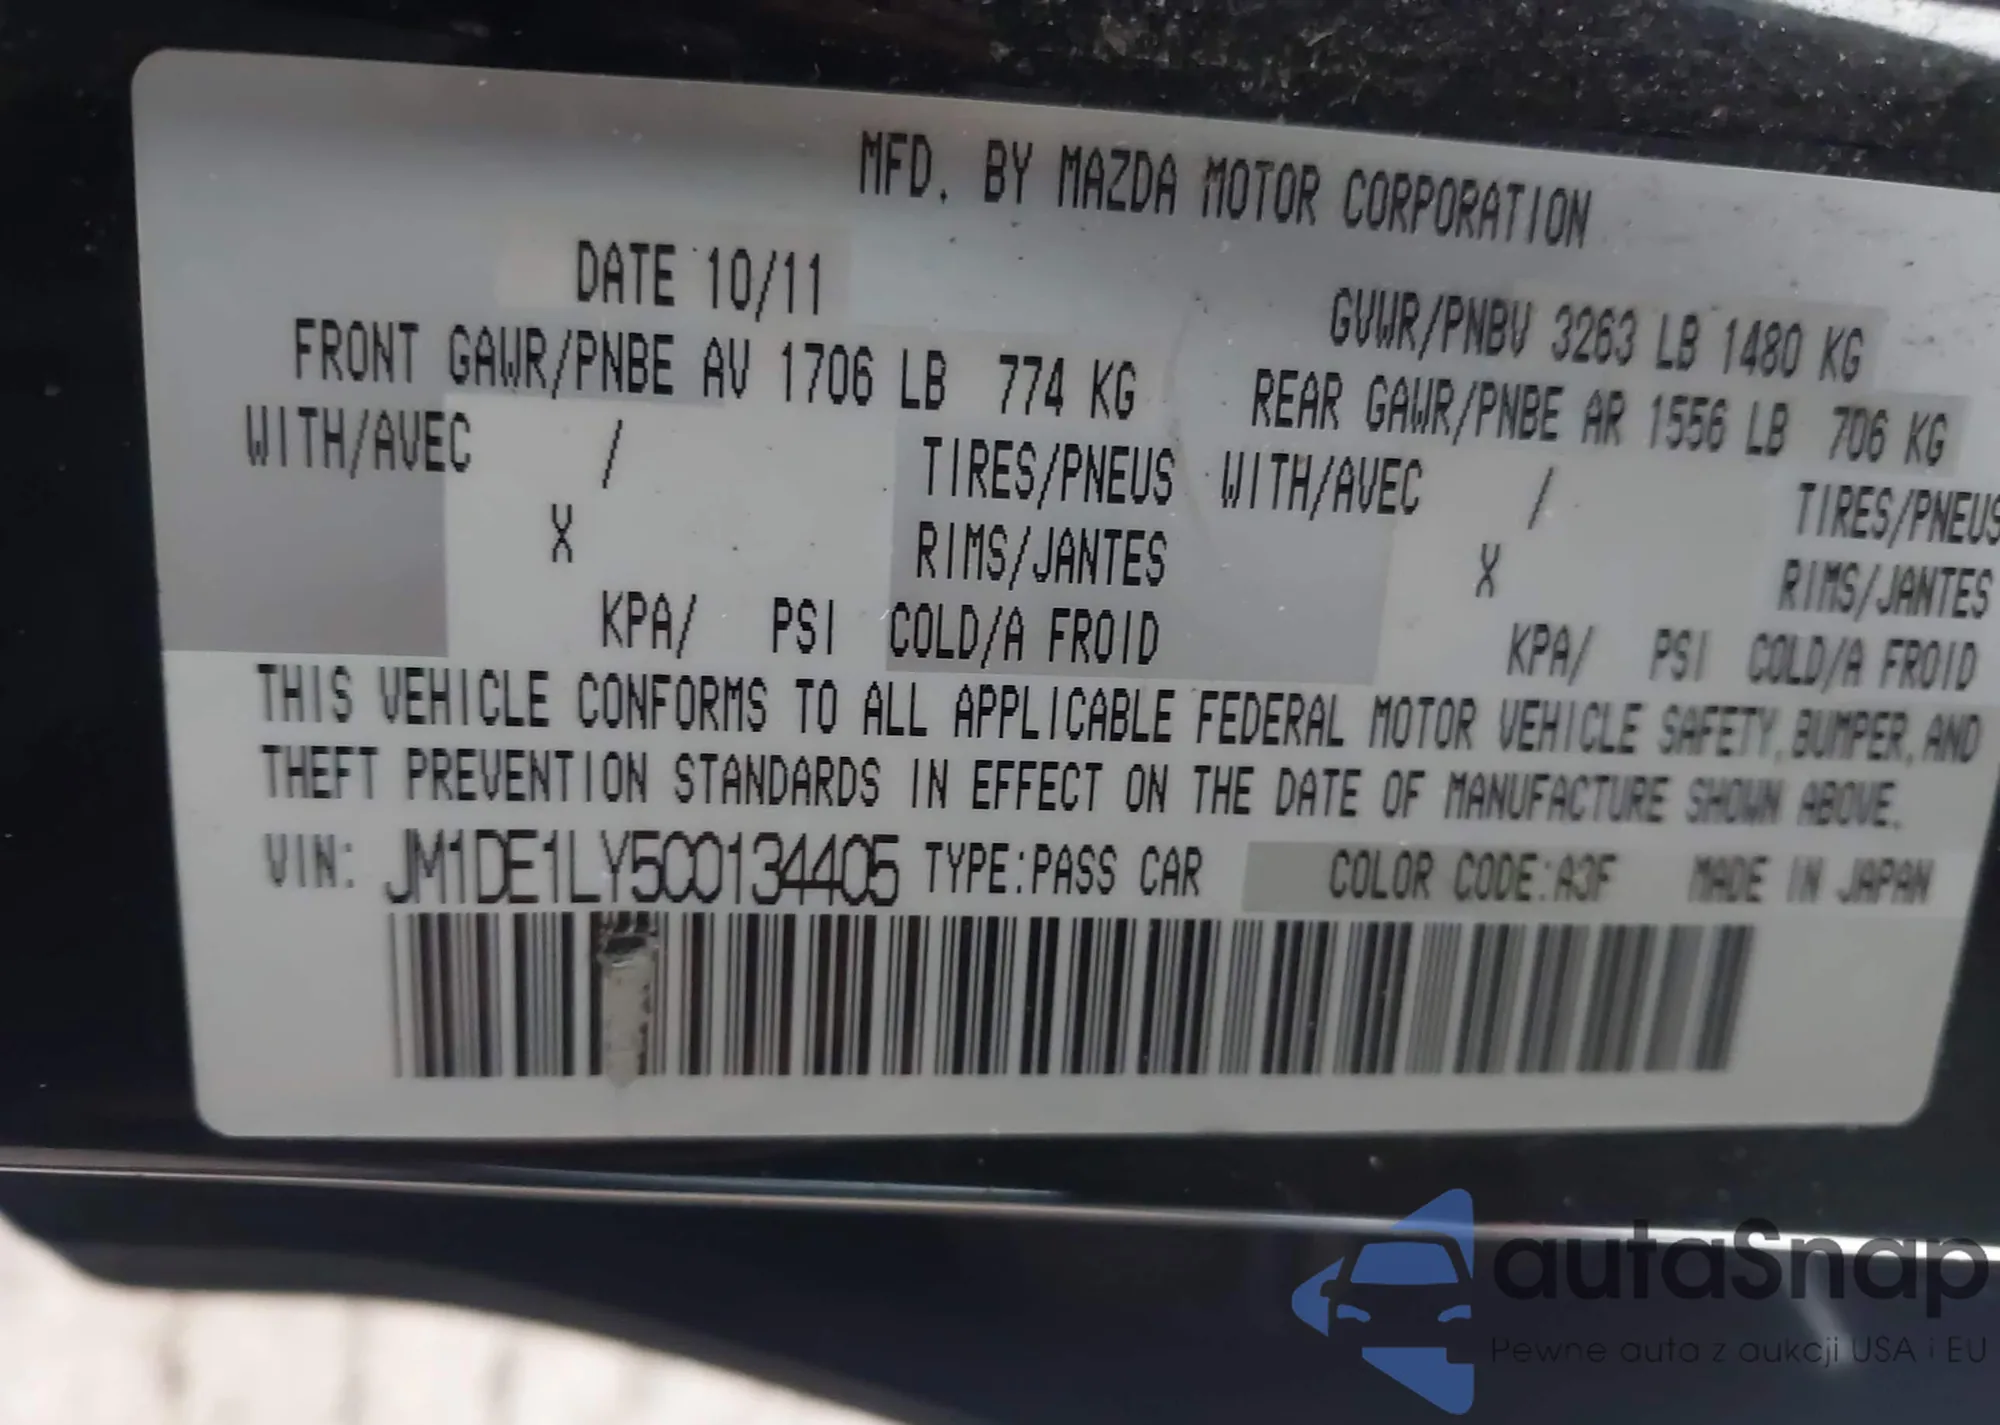 MFD. BY MAZDA MOTOR CORPORATION
DATE 10/11 GVWR/PNBV 3263 LB 1480 KG
FRONT GAWR/PNBE AV 1706 LB 774 KG REAR GAWR/PNBE AR 1556 LB 706 KG
WITH/AVEC / TIRES/PNEUS WITH/AVEC / TIRES/PNEUS
X RIMS/JANTES X RIMS/JANTES
KPA/ PSI COLD/A FROID KPA/ PSI COLD/A FROID
THIS VEHICLE CONFORMS TO ALL APPLICABLE FEDERAL MOTOR VEHICLE SAFETY, BUMPER, AND
THEFT PREVENTION STANDARDS IN EFFECT ON THE DATE OF MANUFACTURE SHOWN ABOVE.
VIN: JM1DE1LY5C0134405 TYPE:PASS CAR COLOR CODE:A3F MADE IN JAPAN
autaSnap
Pewne auta z aukcji USA i EU